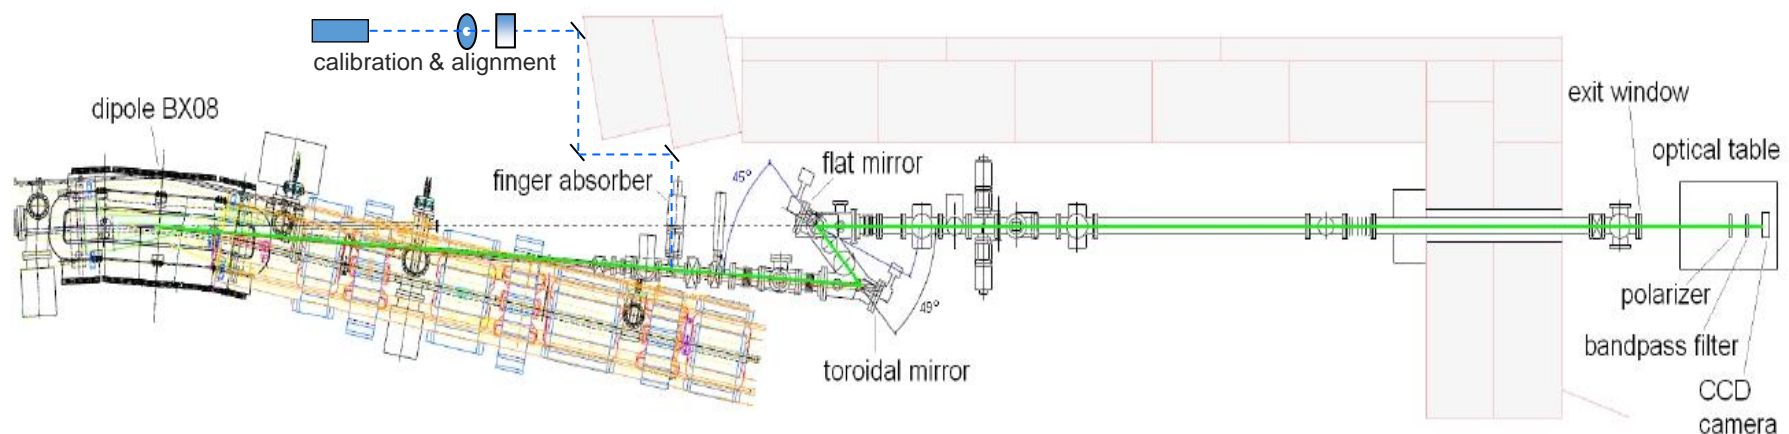 calibration & alignment
dipole BX08
finger absorber
45°
flat mirror
49°
toroidal mirror
exit window
optical table
polarizer
bandpass filter
CCD
camera